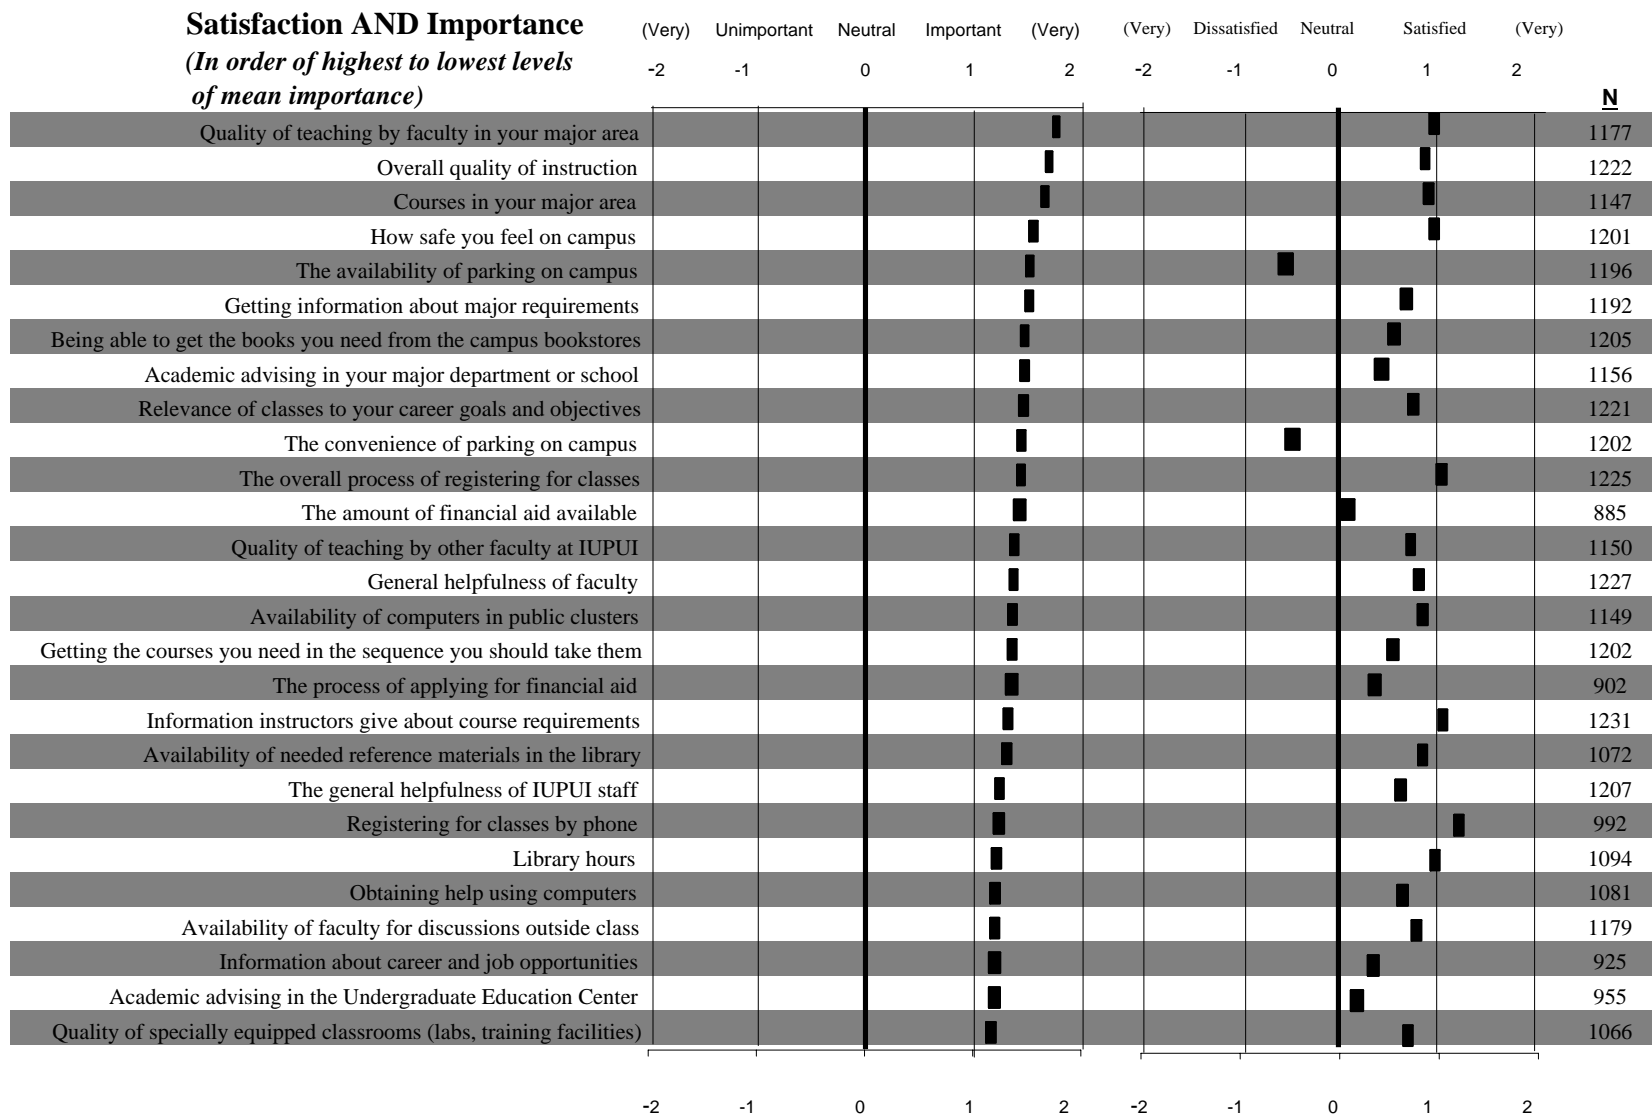 Satisfaction AND Importance (Very) Unimportant Neutral Important (Very) (Very) Dissatisfied Neutral Satisfied (Very)
(In order of highest to lowest levels
-2 -1 0 1 2 -2 -1 0 1 2
of mean importance) N
Quality of teaching by faculty in your major area 1177
Overall quality of instruction 1222
Courses in your major area 1147
How safe you feel on campus 1201
The availability of parking on campus 1196
Getting information about major requirements 1192
Being able to get the books you need from the campus bookstores 1205
Academic advising in your major department or school 1156
Relevance of classes to your career goals and objectives 1221
The convenience of parking on campus 1202
The overall process of registering for classes 1225
The amount of financial aid available 885
Quality of teaching by other faculty at IUPUI 1150
General helpfulness of faculty 1227
Availability of computers in public clusters 1149
Getting the courses you need in the sequence you should take them 1202
The process of applying for financial aid 902
Information instructors give about course requirements 1231
Availability of needed reference materials in the library 1072
The general helpfulness of IUPUI staff 1207
Registering for classes by phone 992
Library hours 1094
Obtaining help using computers 1081
Availability of faculty for discussions outside class 1179
Information about career and job opportunities 925
Academic advising in the Undergraduate Education Center 955
Quality of specially equipped classrooms (labs, training facilities) 1066
-2 -1 0 1 2 -2 -1 0 1 2